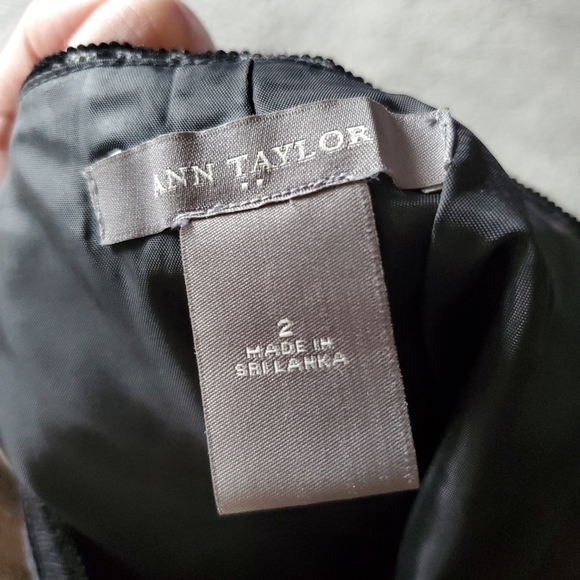 ANN TAYLOR
2
MADE IN
SRI LANKA